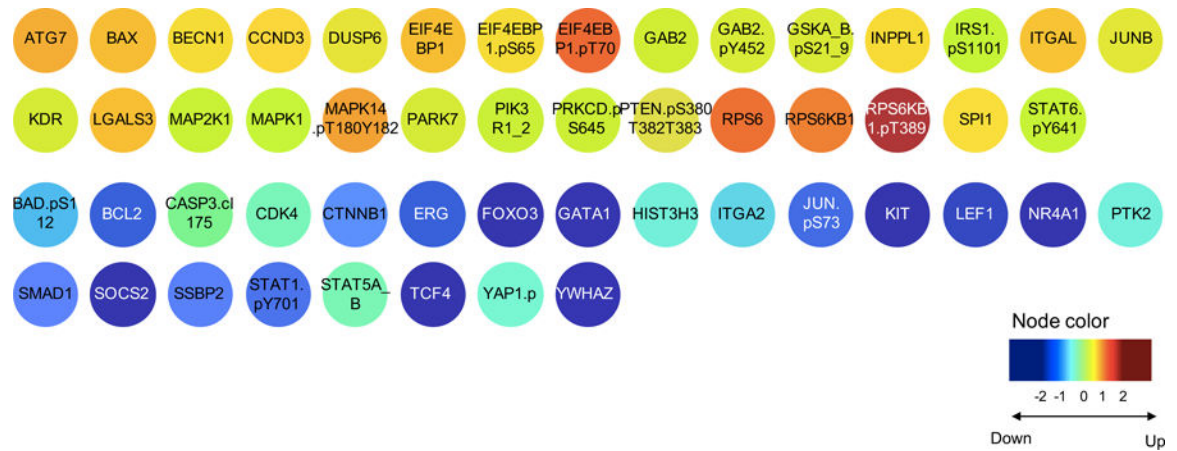 ATG7 BAX BECN1 CCND3 DUSP6 EIF4E EIF4EBP EIF4EB GAB2 GAB2. GSKA_B. INPPL1 IRS1. ITGAL JUNB
BP1 1.pS65 P1.pT70 pY452 pS21_9 pS1101
KDR LGALS3 MAP2K1 MAPK1 MAPK14 PARK7 PIK3 PRKCD.p PTEN.pS380 RPS6 RPS6KB1 RPS6KB SPI1 STAT6.
.pT180Y182 R1_2 S645 T382T383 1.pT389 pY641
BAD.pS1 BCL2 CASP3.cl CDK4 CTNNB1 ERG FOXO3 GATA1 HIST3H3 ITGA2 JUN. KIT LEF1 NR4A1 PTK2
12 175 pS73
SMAD1 SOCS2 SSBP2 STAT1. STAT5A_ TCF4 YAP1.p YWHAZ
pY701 B
Node color
-2 -1 0 1 2
Down Up